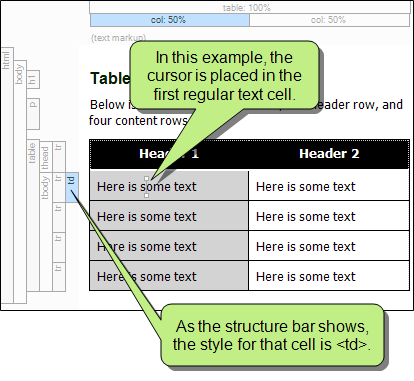 table: 100%
col: 50% col: 50%
(text markup)
In this example, the
cursor is placed in the
first regular text cell.
html
body
h1
p
table
thead
tr
tbody
tr
td
tr
tr
tr
Table
Below is header row, and
four content rows
Header 1 Header 2
Here is some text Here is some text
Here is some text Here is some text
Here is some text Here is some text
Here is some text Here is some text
As the structure bar shows,
the style for that cell is <td>.